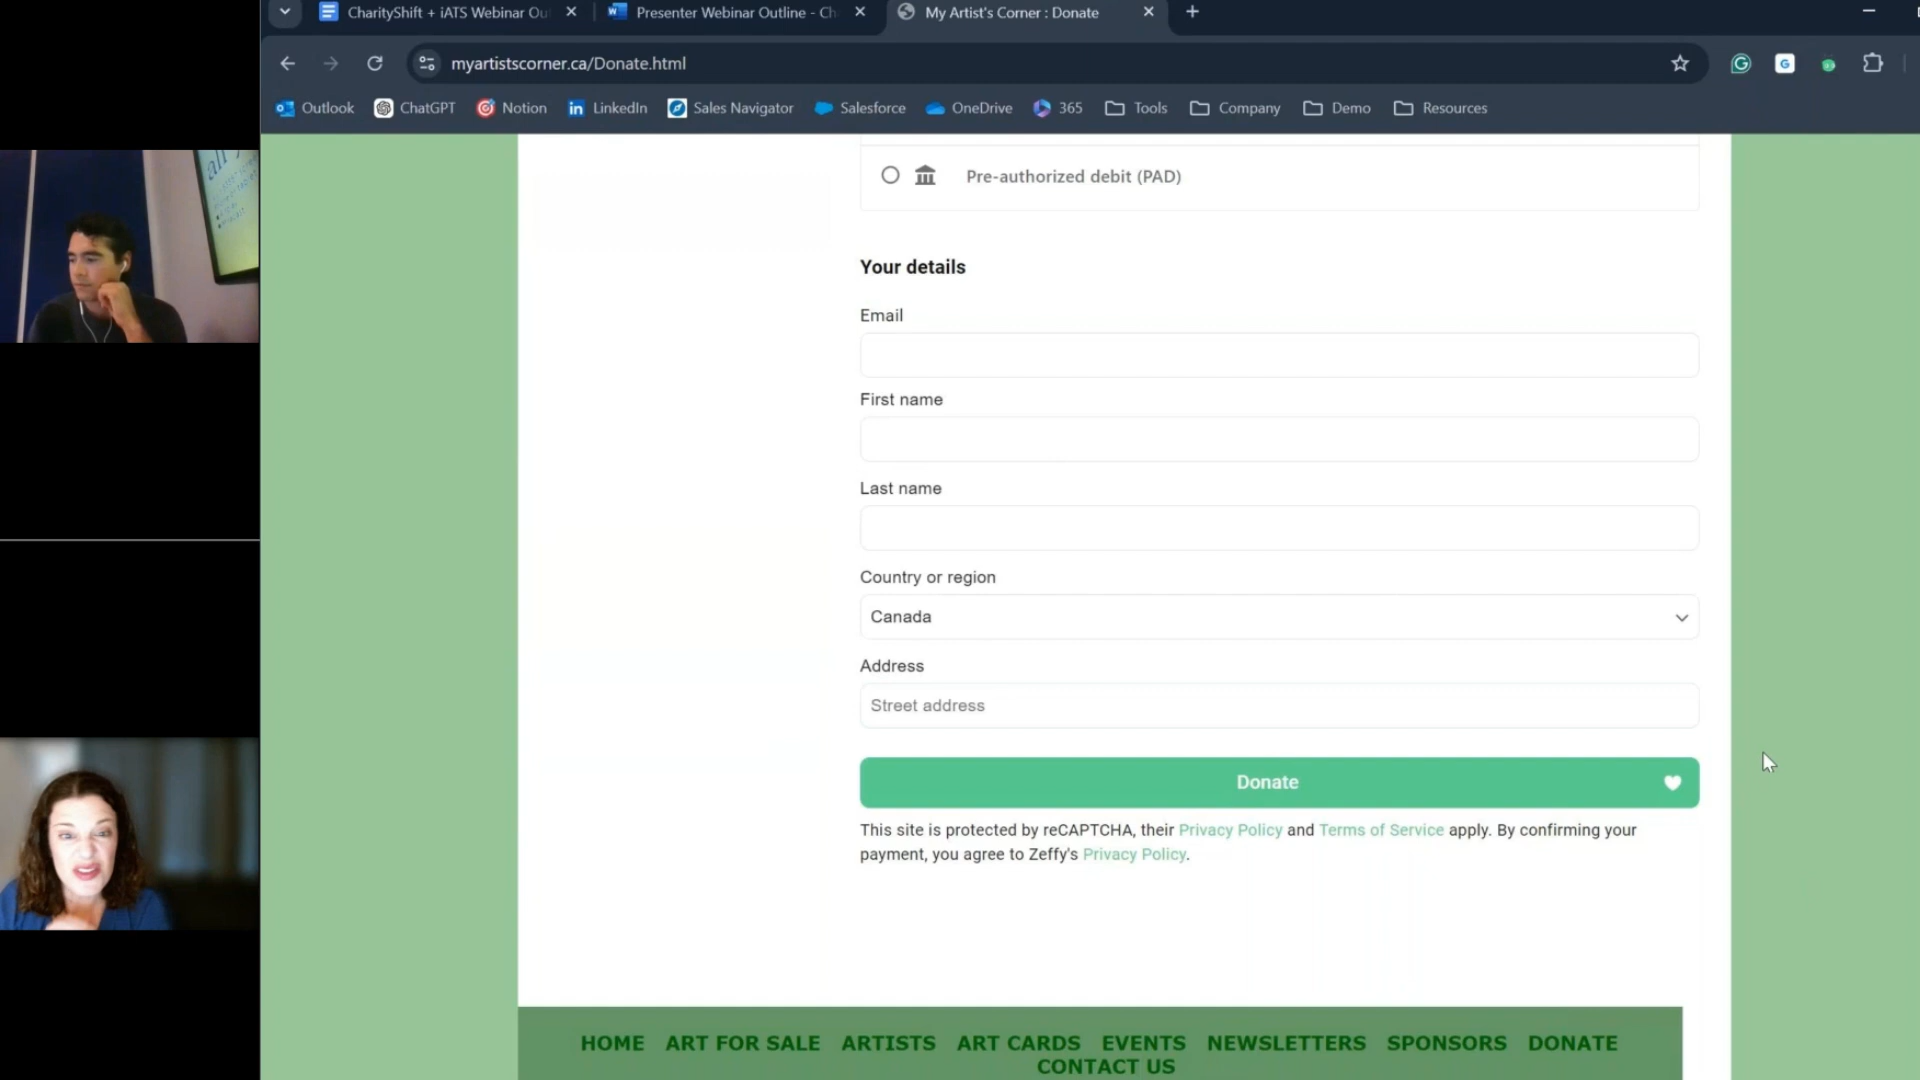 CharityShift + iATS Webinar Ou
Presenter Webinar Outline - Ch
My Artist's Corner : Donate
myartistscorner.ca/Donate.html
Outlook ChatGPT Notion LinkedIn Sales Navigator Salesforce OneDrive 365 Tools Company Demo Resources
Pre-authorized debit (PAD)
Your details
Email
First name
Last name
Country or region
Canada
Address
Street address
Donate
This site is protected by reCAPTCHA, their Privacy Policy and Terms of Service apply. By confirming your
payment, you agree to Zeffy's Privacy Policy.
HOME ART FOR SALE ARTISTS ART CARDS EVENTS NEWSLETTERS SPONSORS DONATE
CONTACT US